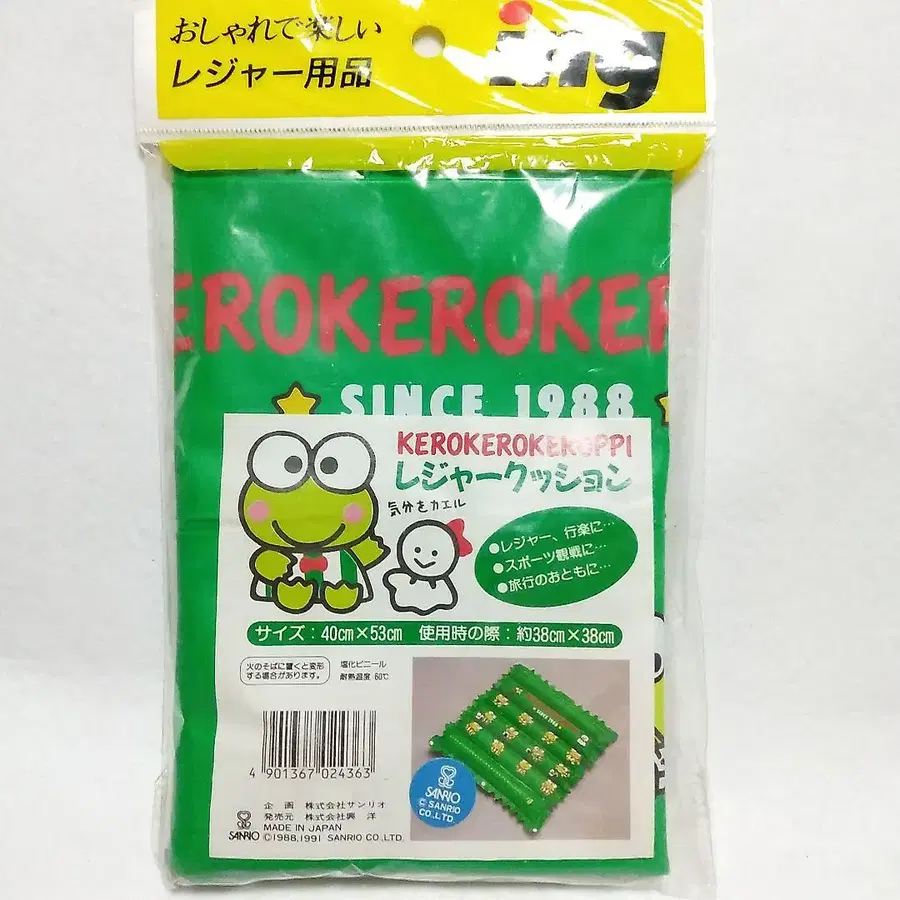 おしゃれで楽しい
レジャー用品
ing
EROKEROKER
SINCE 1988
KEROKEROKEROPPI
レジャークッション
気分をカエル
●レジャー、行楽に…
●スポーツ観戦に…
●旅行のおともに…
サイズ：40cm×53cm 使用時の際：約38cm×38cm
火のそばに置くと変形
する場合があります。
塩化ビニール
耐熱温度 60℃
4 901367 024363
SANRIO
© SANRIO
CO.,LTD.
企 画 株式会社サンリオ
発売元 株式会社興 洋
MADE IN JAPAN
SANRIO ©1988,1991 SANRIO CO.,LTD.